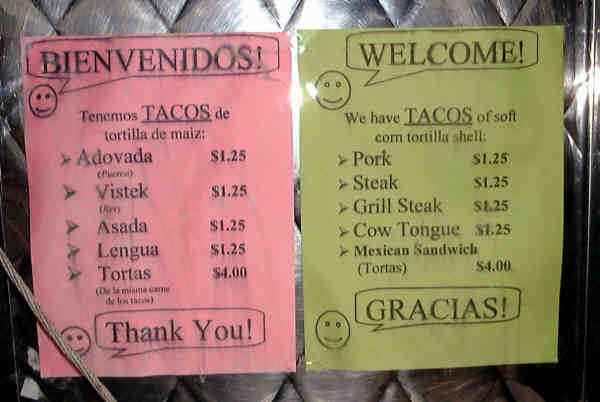 BIENVENIDOS!
Tenemos TACOS de
tortilla de maiz:
Adovada $1.25
(Puerco)
Vistek $1.25
(Res)
Asada $1.25
Lengua $1.25
Tortas $4.00
(De la misma carne
de los tacos)
Thank You!
WELCOME!
We have TACOS of soft
corn tortilla shell:
Pork $1.25
Steak $1.25
Grill Steak $1.25
Cow Tongue $1.25
Mexican Sandwich
(Tortas) $4.00
GRACIAS!